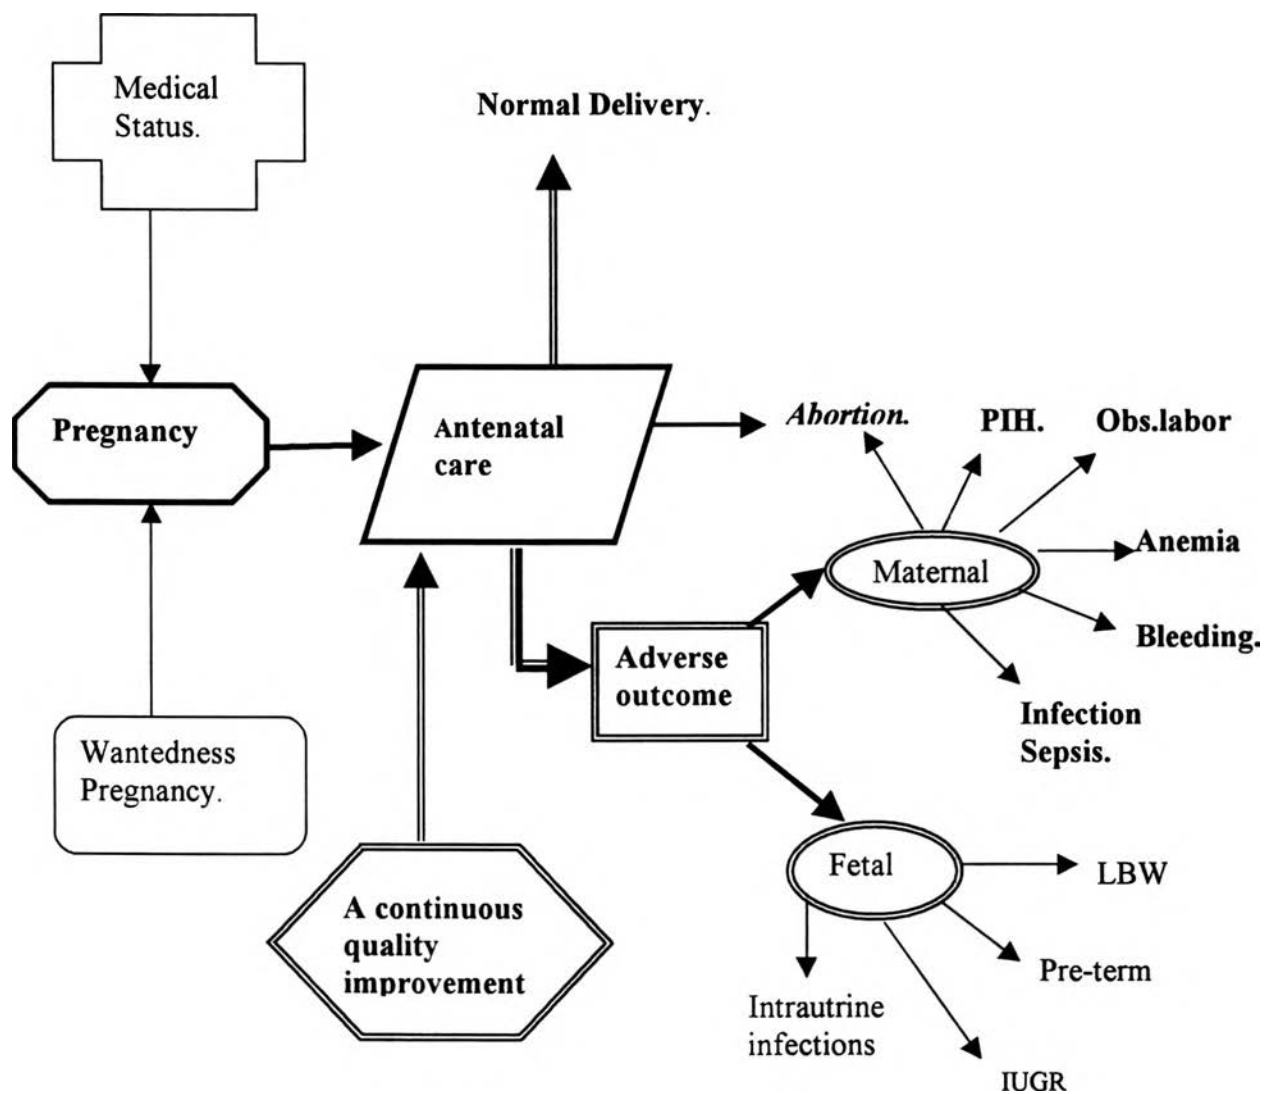 Medical
Status.
Normal Delivery.
Pregnancy
Antenatal
care
Abortion.
PIH.
Obs.labor
Maternal
Anemia
Bleeding.
Adverse
outcome
Infection
Sepsis.
Wantedness
Pregnancy.
Fetal
LBW
A continuous
quality
improvement
Pre-term
Intrautrine
infections
IUGR